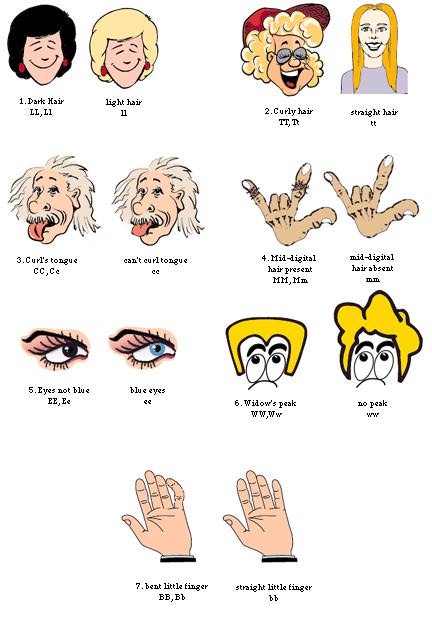 1. Dark Hair
LL, Ll
light hair
ll
2. Curly hair
TT, Tt
straight hair
tt
3. Curl's tongue
CC, Cc
can't curl tongue
cc
4. Mid-digital
hair present
MM, Mm
mid-digital
hair absent
mm
5. Eyes not blue
EE, Ee
blue eyes
ee
6. Widow's peak
WW,Ww
no peak
ww
7. bent little finger
BB, Bb
straight little finger
bb